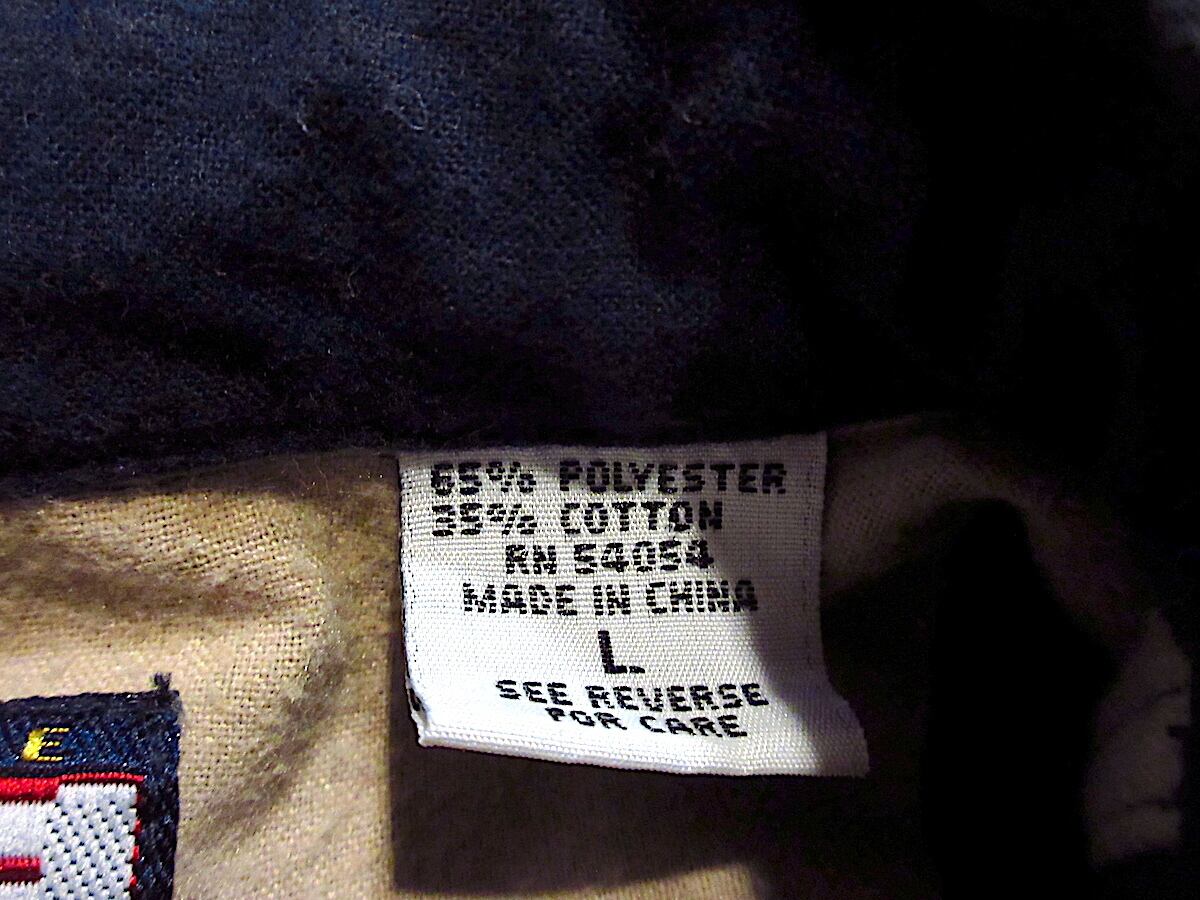 65% POLYESTER
35% COTTON
RN 54054
MADE IN CHINA
L
SEE REVERSE
FOR CARE
E